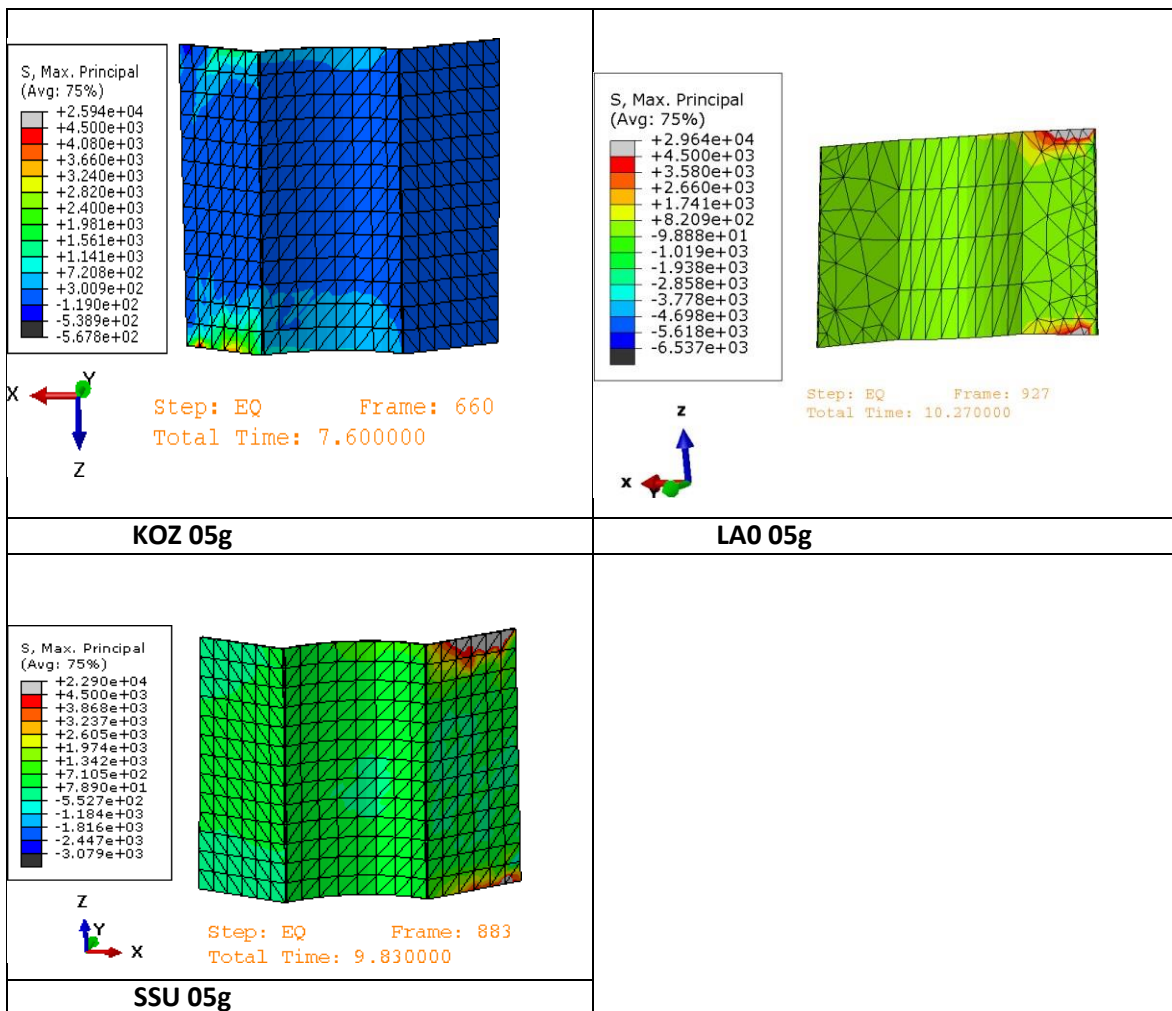 S, Max. Principal
(Avg: 75%)
+2.594e+04
+4.500e+03
+4.080e+03
+3.660e+03
+3.240e+03
+2.820e+03
+2.400e+03
+1.981e+03
+1.561e+03
+1.141e+03
+7.208e+02
+3.009e+02
-1.190e+02
-5.389e+02
-5.678e+02
X
Y
Z
Step: EQ Frame: 660
Total Time: 7.600000
S, Max. Principal
(Avg: 75%)
+2.964e+04
+4.500e+03
+3.580e+03
+2.660e+03
+1.741e+03
+8.209e+02
-9.888e+01
-1.019e+03
-1.938e+03
-2.858e+03
-3.778e+03
-4.698e+03
-5.618e+03
-6.537e+03
Z
X
Y
Step: EQ Frame: 927
Total Time: 10.270000
KOZ 05g
LA0 05g
S, Max. Principal
(Avg: 75%)
+2.290e+04
+4.500e+03
+3.868e+03
+3.237e+03
+2.605e+03
+1.974e+03
+1.342e+03
+7.105e+02
+7.890e+01
-5.527e+02
-1.184e+03
-1.816e+03
-2.447e+03
-3.079e+03
Z
Y
X
Step: EQ Frame: 883
Total Time: 9.830000
SSU 05g